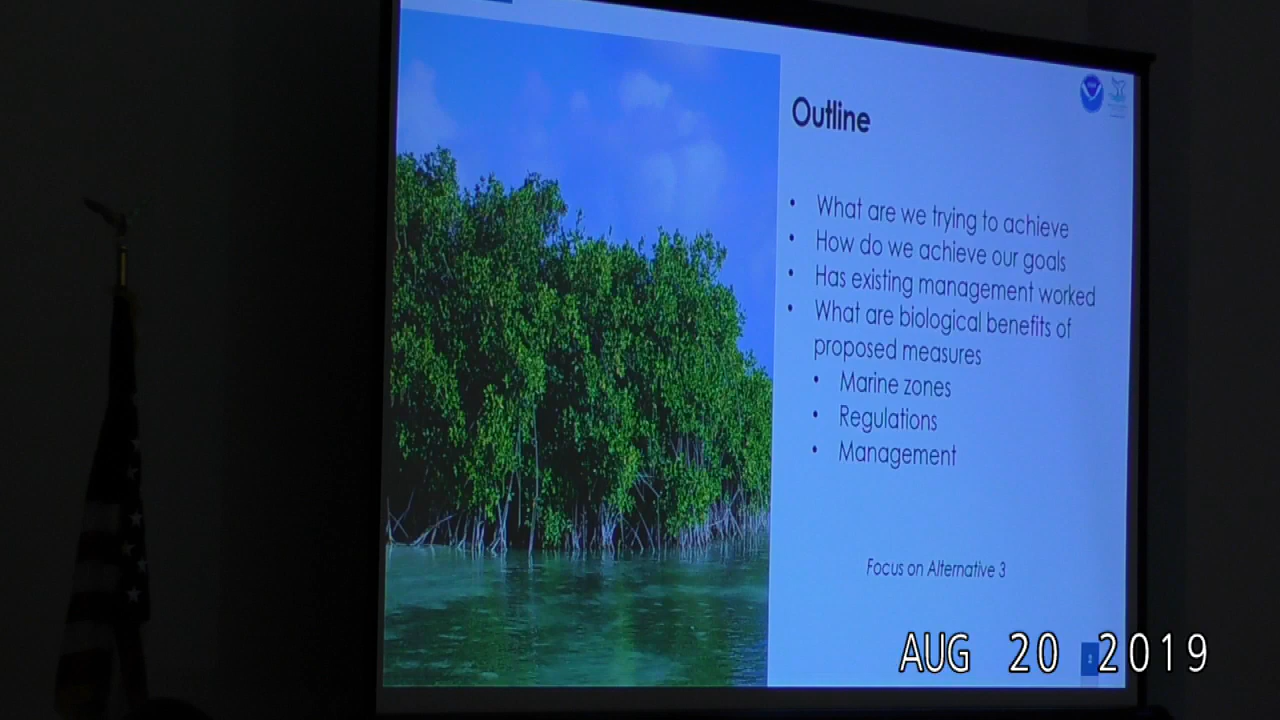 Outline
• What are we trying to achieve
• How do we achieve our goals
• Has existing management worked
• What are biological benefits of
proposed measures
• Marine zones
• Regulations
• Management
Focus on Alternative 3
AUG 20 2019